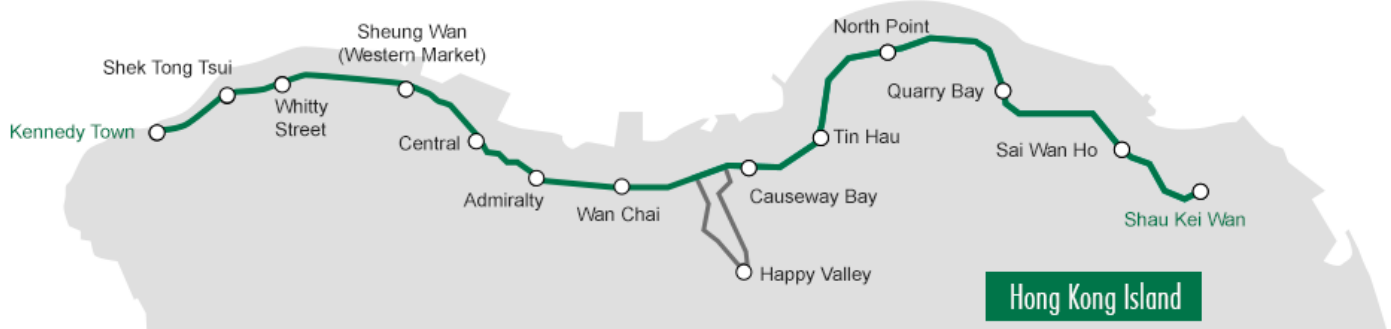 Sheung Wan
(Western Market)
Shek Tong Tsui
Whitty
Street
Kennedy Town
Central
Admiralty
Wan Chai
Causeway Bay
Happy Valley
Tin Hau
North Point
Quarry Bay
Sai Wan Ho
Shau Kei Wan
Hong Kong Island